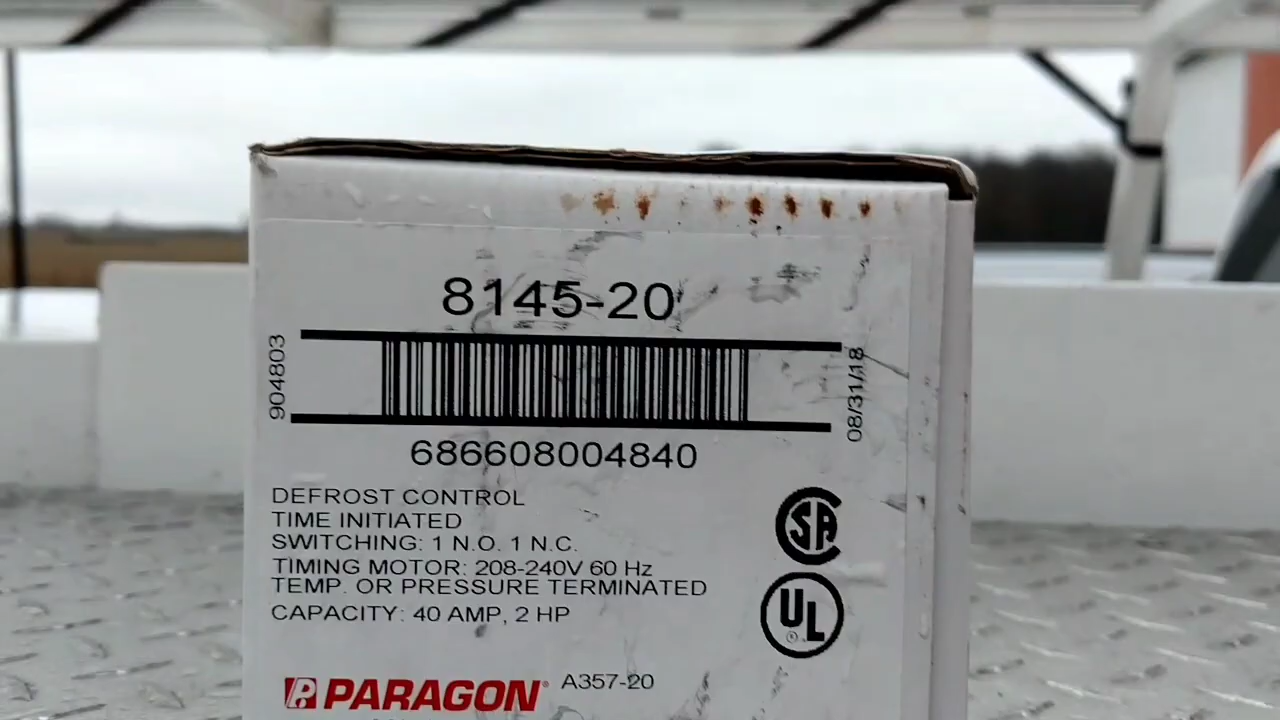 8145-20
904803
08/31/18
686608004840
DEFROST CONTROL
TIME INITIATED
SWITCHING: 1 N.O. 1 N.C.
TIMING MOTOR: 208-240V 60 Hz
TEMP. OR PRESSURE TERMINATED
CAPACITY: 40 AMP, 2 HP
SA
UL
PARAGON® A357-20